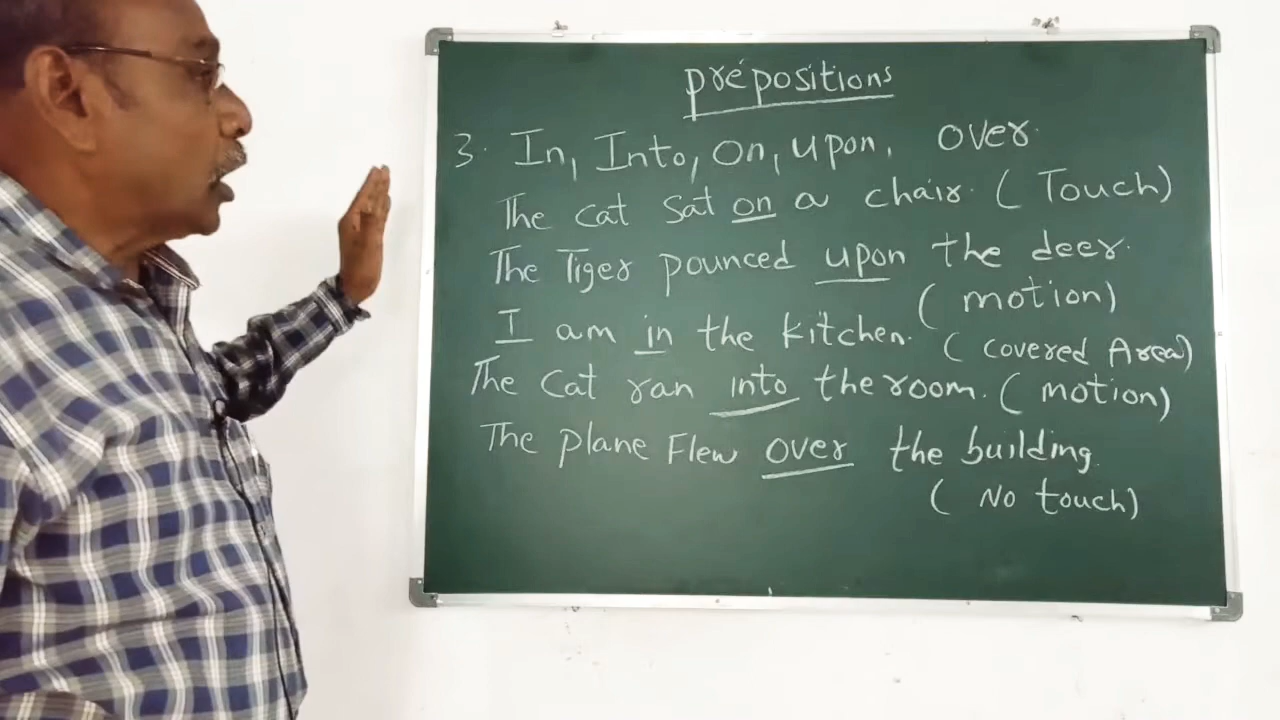 prepositions
3. In, Into, On, upon, over.
The cat sat on a chair. (Touch)
The Tiger pounced upon the deer.
(motion)
I am in the kitchen. (covered Area)
The cat ran into the room. (motion)
The plane Flew over the building.
(No touch)